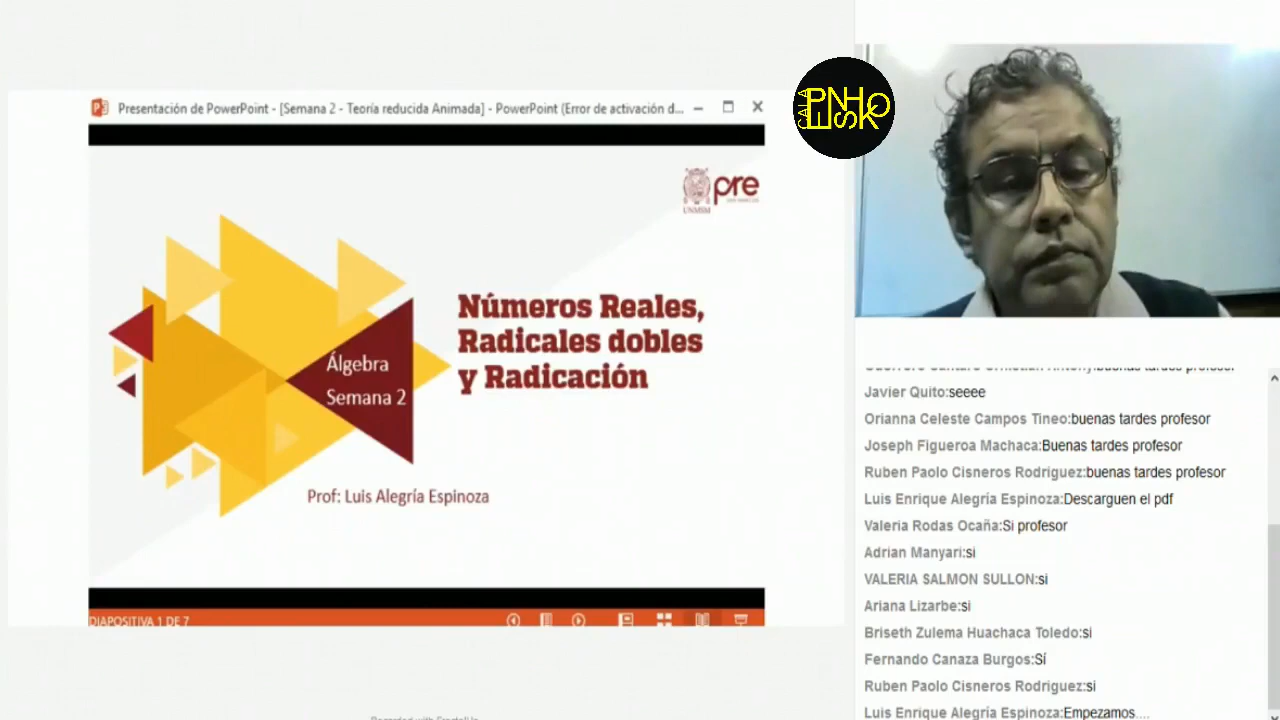 Presentación de PowerPoint - [Semana 2 - Teoría reducida Animada] - PowerPoint (Error de activación d...
UNMSM
pre
Números Reales,
Radicales dobles
y Radicación
Álgebra
Semana 2
Prof: Luis Alegría Espinoza
DIAPOSITIVA 1 DE 7
Javier Quito:seeee
Orianna Celeste Campos Tineo:buenas tardes profesor
Joseph Figueroa Machaca:Buenas tardes profesor
Ruben Paolo Cisneros Rodriguez:buenas tardes profesor
Luis Enrique Alegría Espinoza:Descarguen el pdf
Valeria Rodas Ocaña:Si profesor
Adrian Manyari:si
VALERIA SALMON SULLON:si
Ariana Lizarbe:si
Briseth Zulema Huachaca Toledo:si
Fernando Canaza Burgos:Sí
Ruben Paolo Cisneros Rodriguez:si
Luis Enrique Alegría Espinoza:Empezamos....